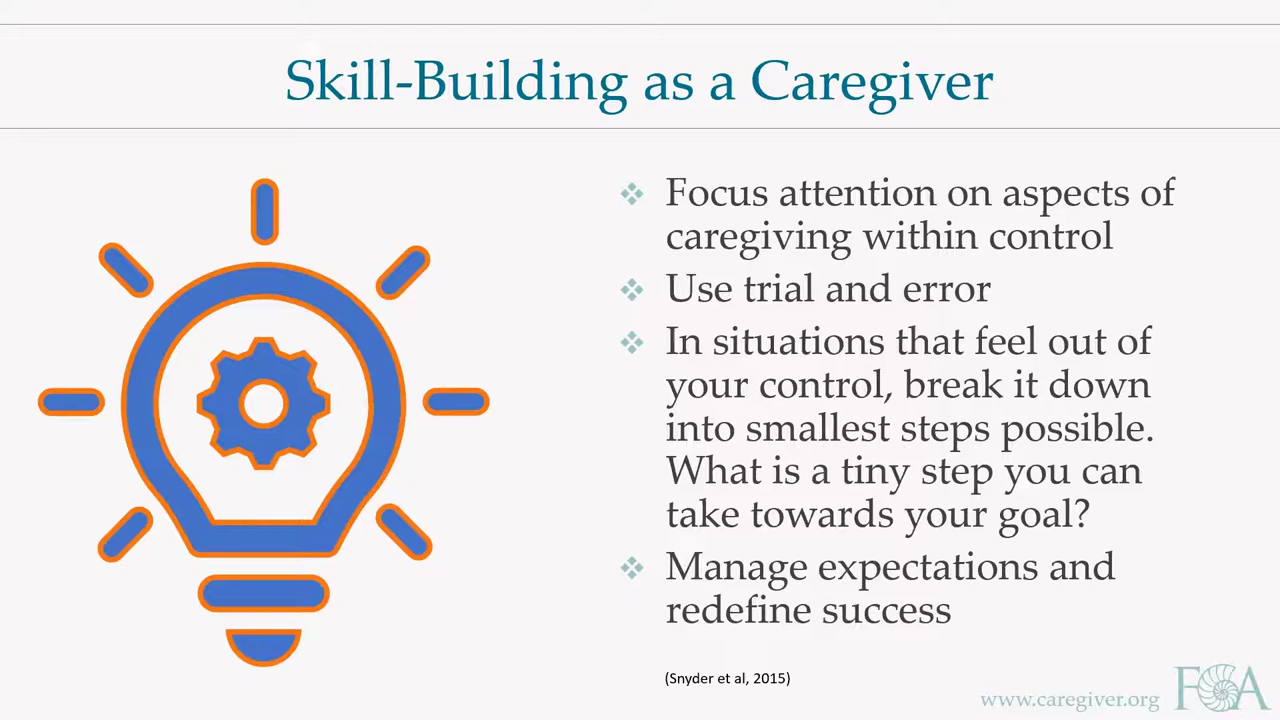 Skill-Building as a Caregiver
Focus attention on aspects of
caregiving within control
Use trial and error
In situations that feel out of
your control, break it down
into smallest steps possible.
What is a tiny step you can
take towards your goal?
Manage expectations and
redefine success
(Snyder et al, 2015)
www.caregiver.org
FCA